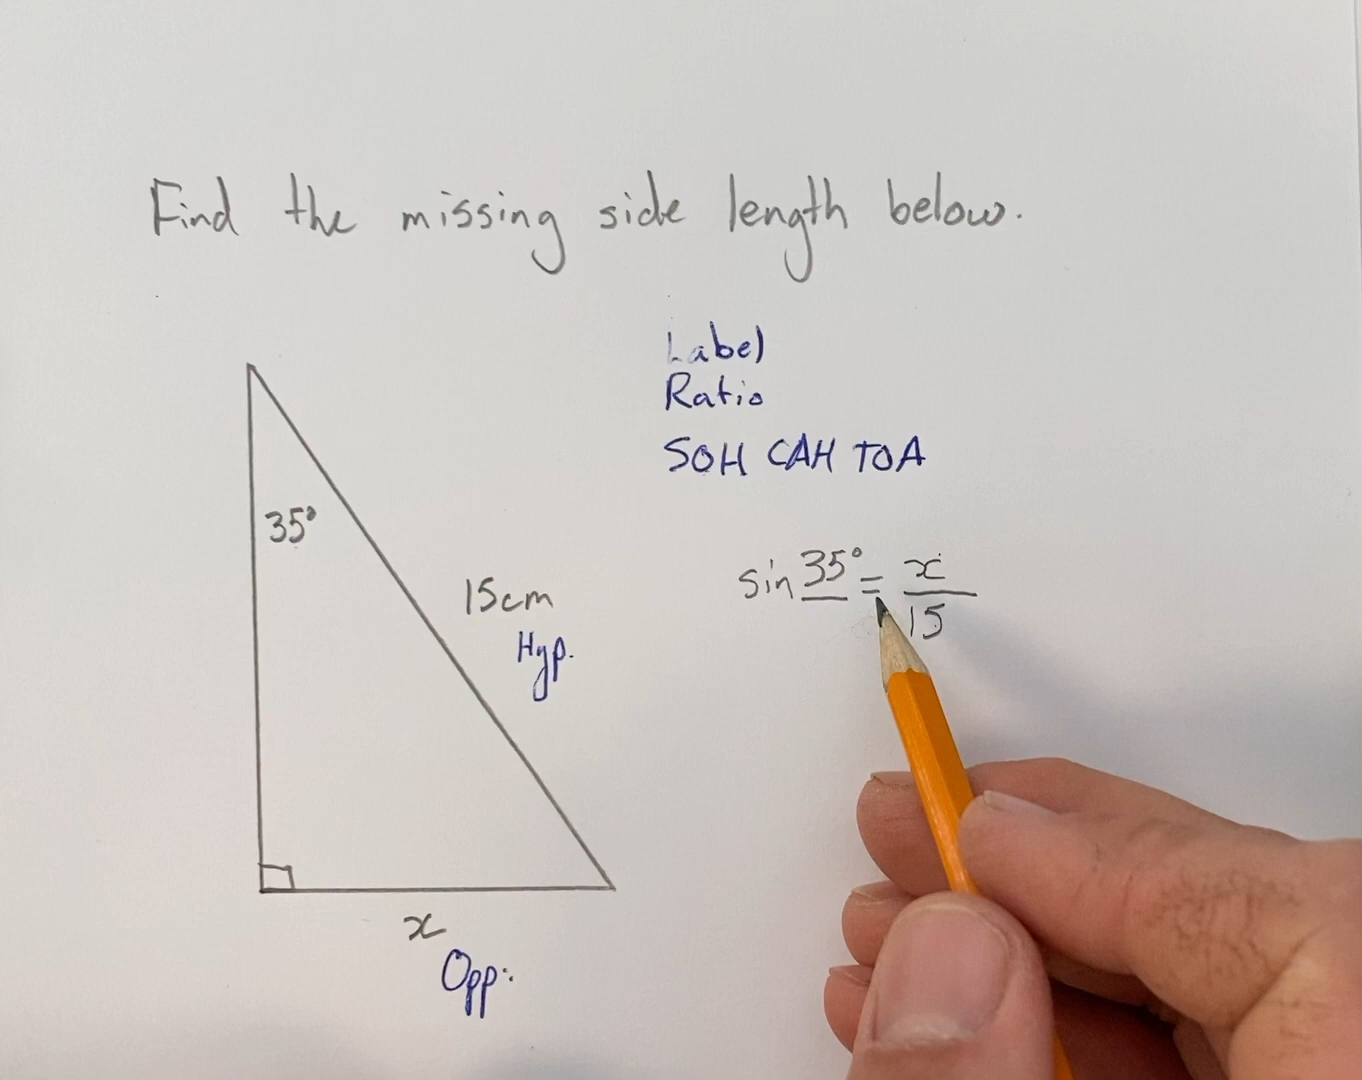 Find the missing side length below.
Label
Ratio
SOH CAH TOA
35°
sin 35° = x
15
15cm
Hyp.
x
Opp.